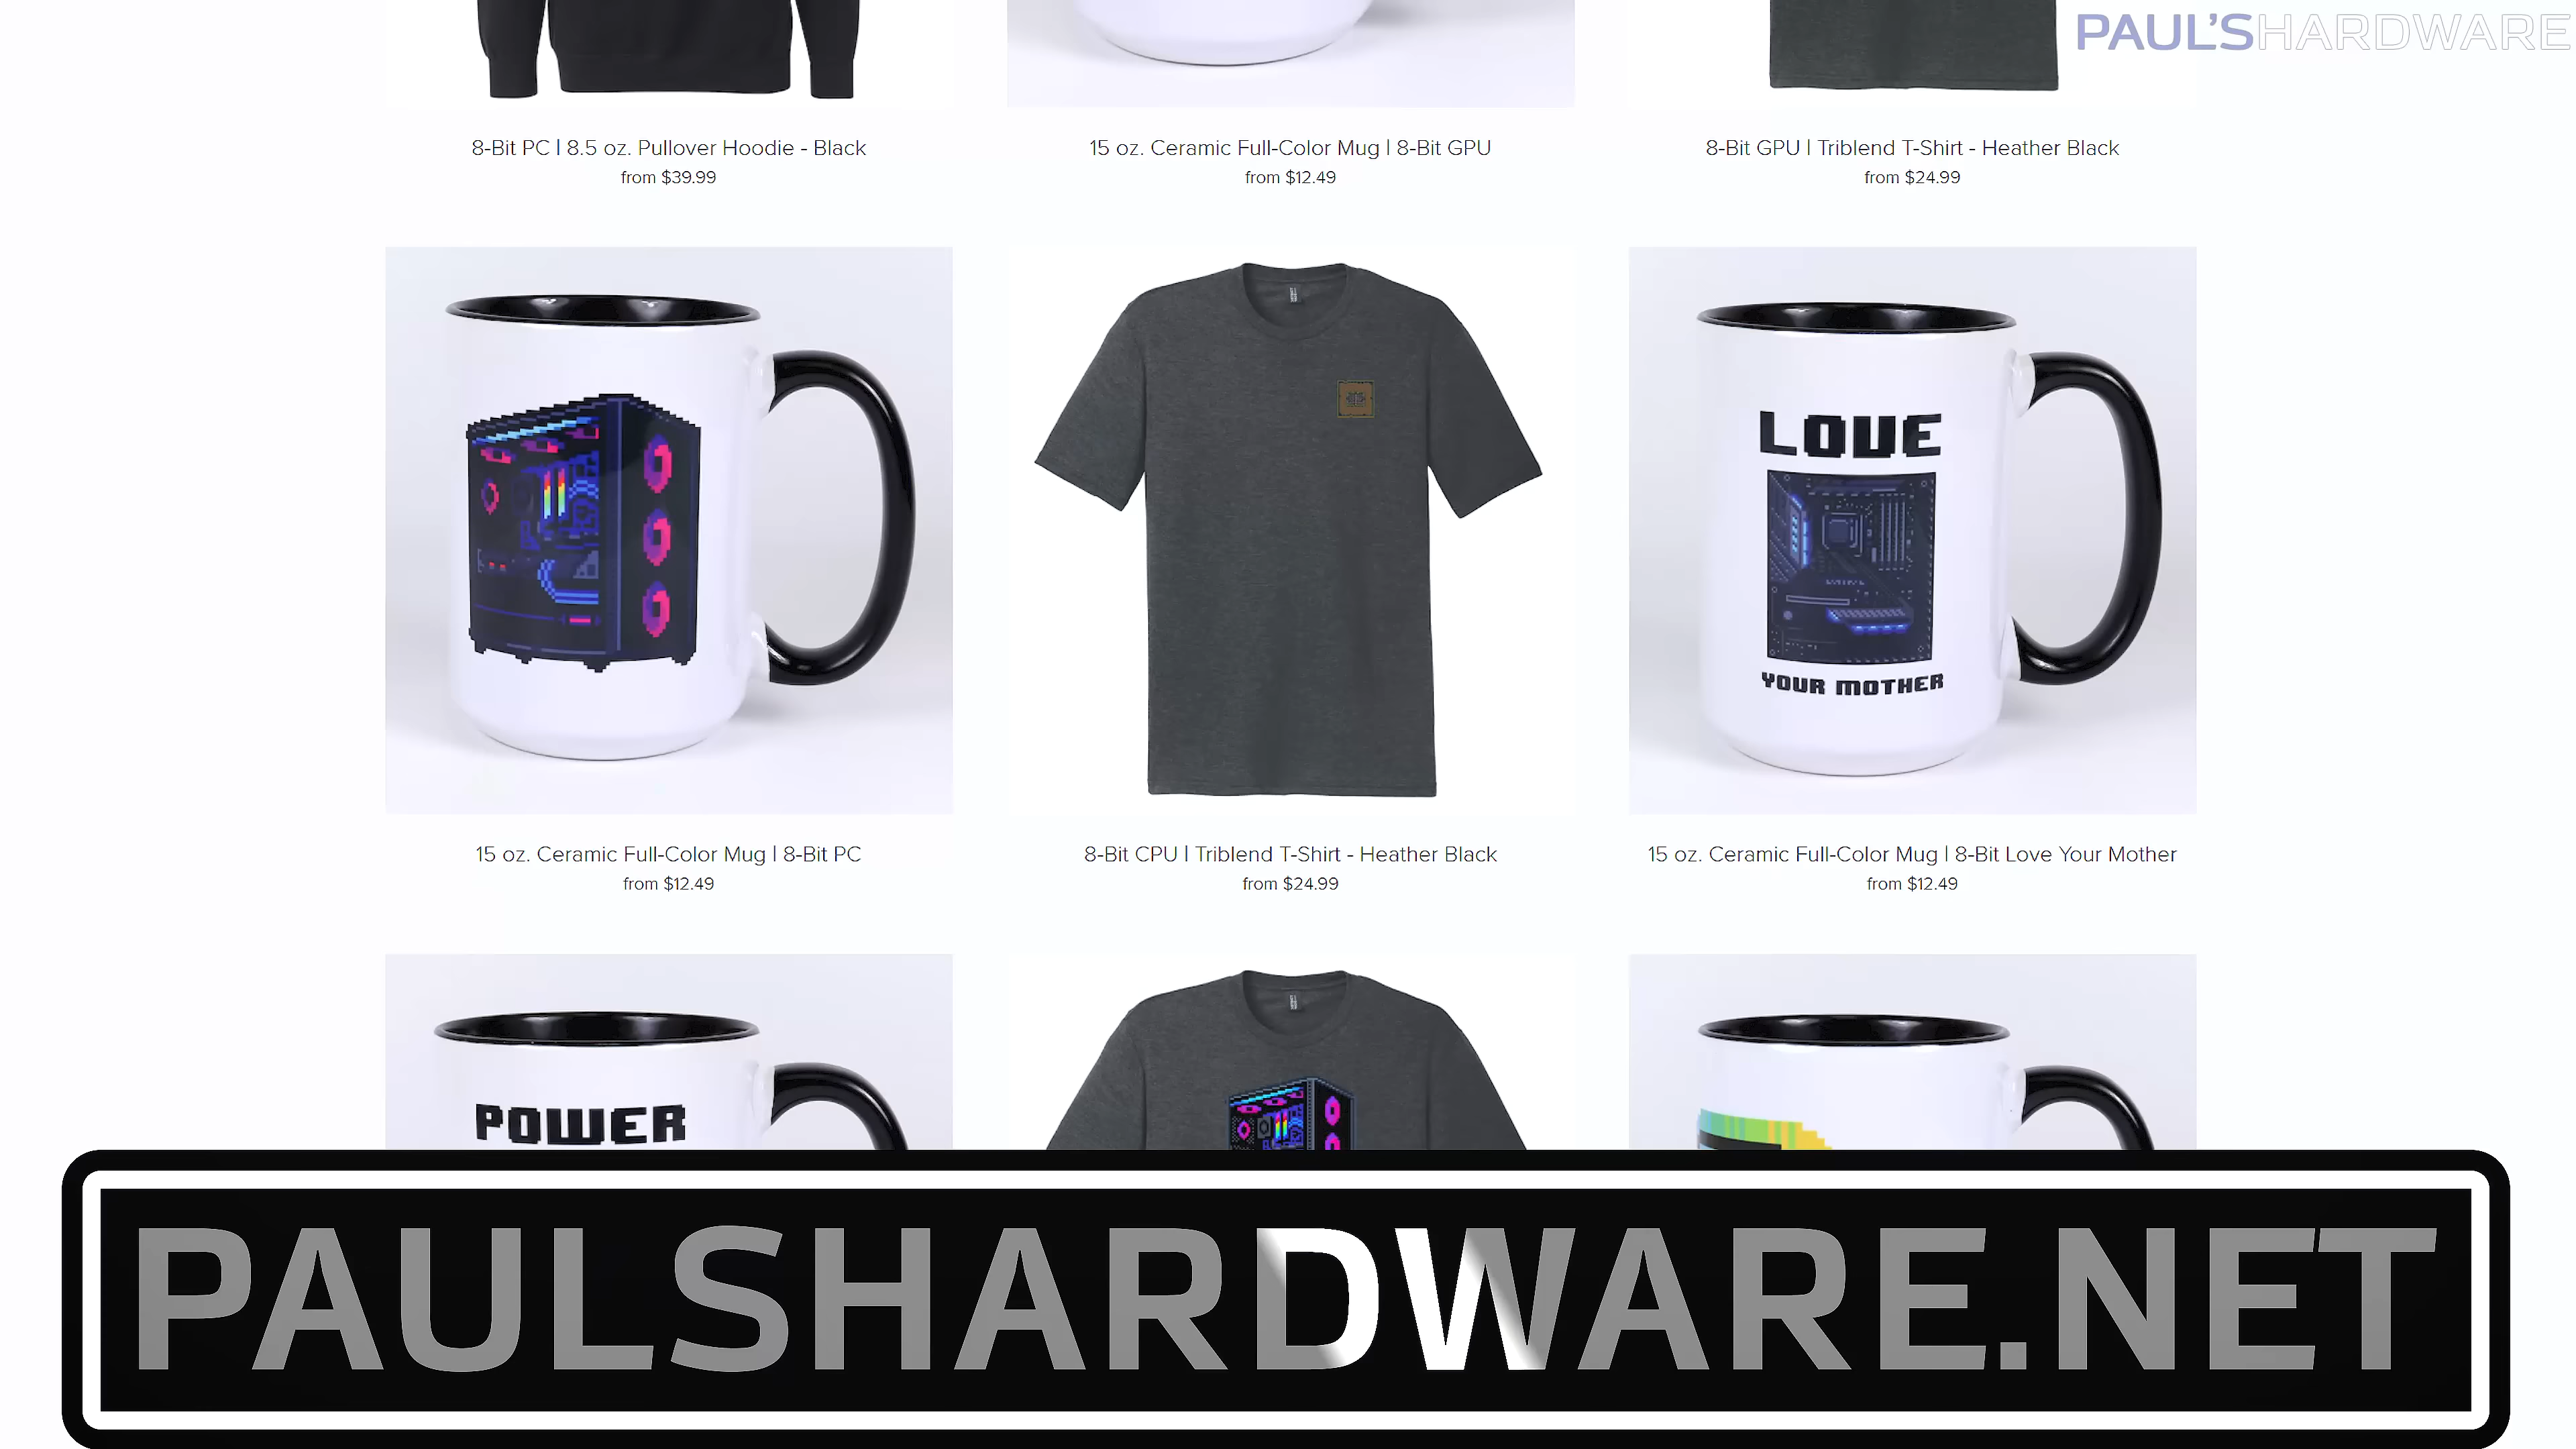 PAUL'SHARDWARE
8-Bit PC | 8.5 oz. Pullover Hoodie - Black
from $39.99
15 oz. Ceramic Full-Color Mug | 8-Bit GPU
from $12.49
8-Bit GPU | Triblend T-Shirt - Heather Black
from $24.99
LOVE
YOUR MOTHER
15 oz. Ceramic Full-Color Mug | 8-Bit PC
from $12.49
8-Bit CPU | Triblend T-Shirt - Heather Black
from $24.99
15 oz. Ceramic Full-Color Mug | 8-Bit Love Your Mother
from $12.49
POWER
PAULSHARDWARE.NET